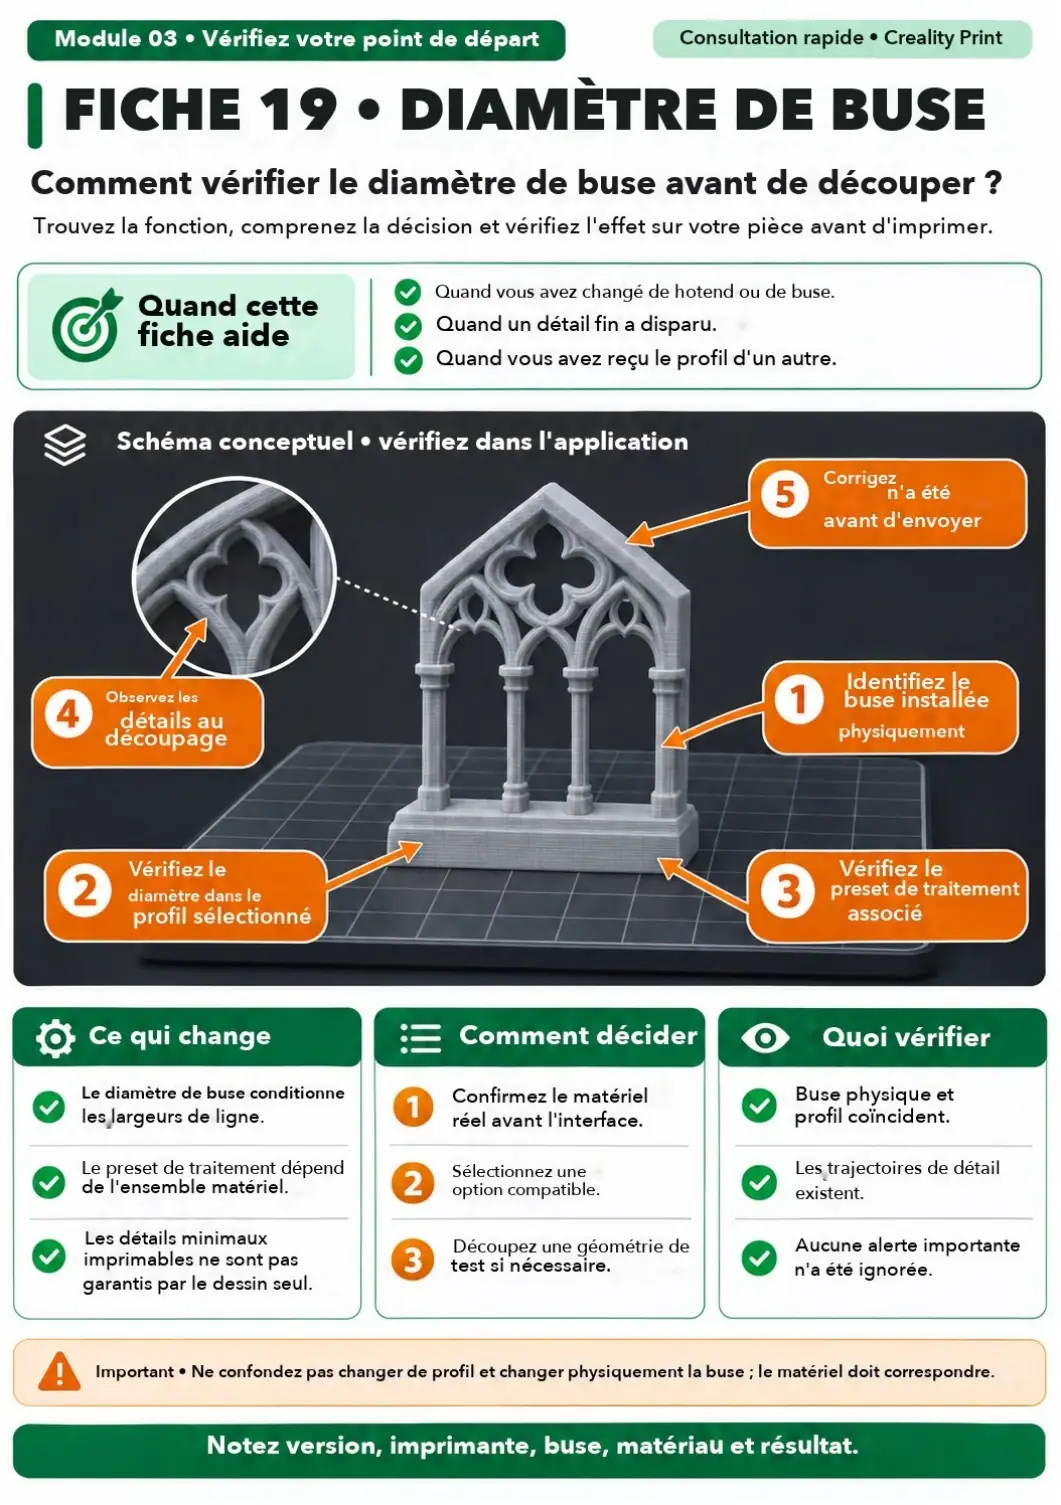 Module 03 • Vérifiez votre point de départ
Consultation rapide • Creality Print
FICHE 19 • DIAMÈTRE DE BUSE
Comment vérifier le diamètre de buse avant de découper ?
Trouvez la fonction, comprenez la décision et vérifiez l'effet sur votre pièce avant d'imprimer.
Quand cette
fiche aide
Quand vous avez changé de hotend ou de buse.
Quand un détail fin a disparu.
Quand vous avez reçu le profil d'un autre.
Schéma conceptuel • vérifiez dans l'application
5
Corrigez
n'a été
avant d'envoyer
4
Observez les
détails au
découpage
1
Identifiez le
buse installée
physiquement
2
Vérifiez le
diamètre dans le
profil sélectionné
3
Vérifiez le
preset de traitement
associé
Ce qui change
Le diamètre de buse conditionne
les largeurs de ligne.
Le preset de traitement dépend
de l'ensemble matériel.
Les détails minimaux
imprimables ne sont pas
garantis par le dessin seul.
Comment décider
1
Confirmez le matériel
réel avant l'interface.
2
Sélectionnez une
option compatible.
3
Découpez une géométrie de
test si nécessaire.
Quoi vérifier
Buse physique et
profil coïncident.
Les trajectoires de détail
existent.
Aucune alerte importante
n'a été ignorée.
Important • Ne confondez pas changer de profil et changer physiquement la buse ; le matériel doit correspondre.
Notez version, imprimante, buse, matériau et résultat.